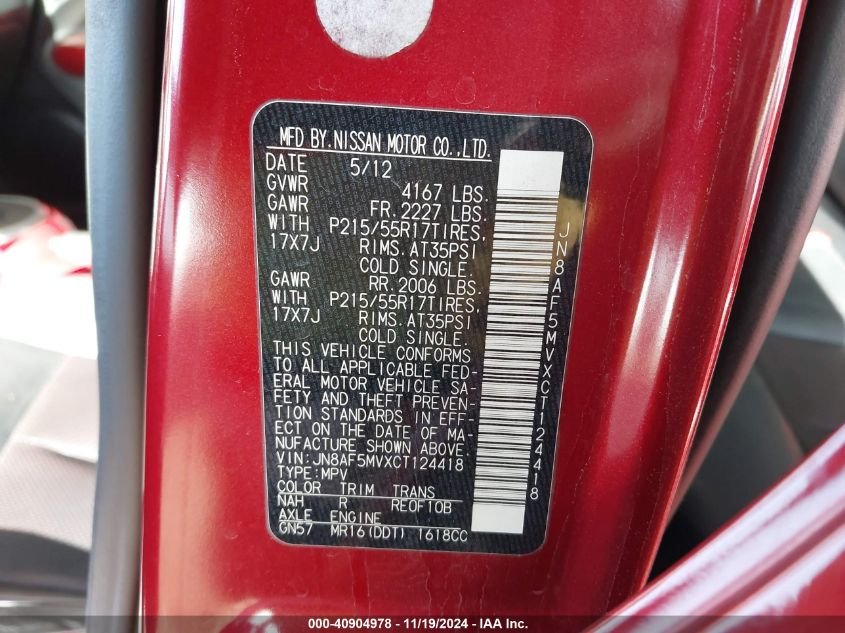 MFD BY.NISSAN MOTOR CO.,LTD.
DATE 5/12
GVWR 4167 LBS.
GAWR FR. 2227 LBS.
WITH P215/55R17TIRES,
17X7J RIMS. AT35PSI
COLD SINGLE.
GAWR RR. 2006 LBS.
WITH P215/55R17TIRES,
17X7J RIMS. AT35PSI
COLD SINGLE.
THIS VEHICLE CONFORMS
TO ALL APPLICABLE FED-
ERAL MOTOR VEHICLE SA-
FETY AND THEFT PREVEN-
TION STANDARDS IN EFF-
ECT ON THE DATE OF MA-
NUFACTURE SHOWN ABOVE.
VIN:JN8AF5MVXCT124418
TYPE:MPV
COLOR TRIM TRANS
NAH R RE0F10B
AXLE ENGINE
GN57 MR16(DDT) 1618CC
JN8AF5MVXCT124418
000-40904978 - 11/19/2024 - IAA Inc.